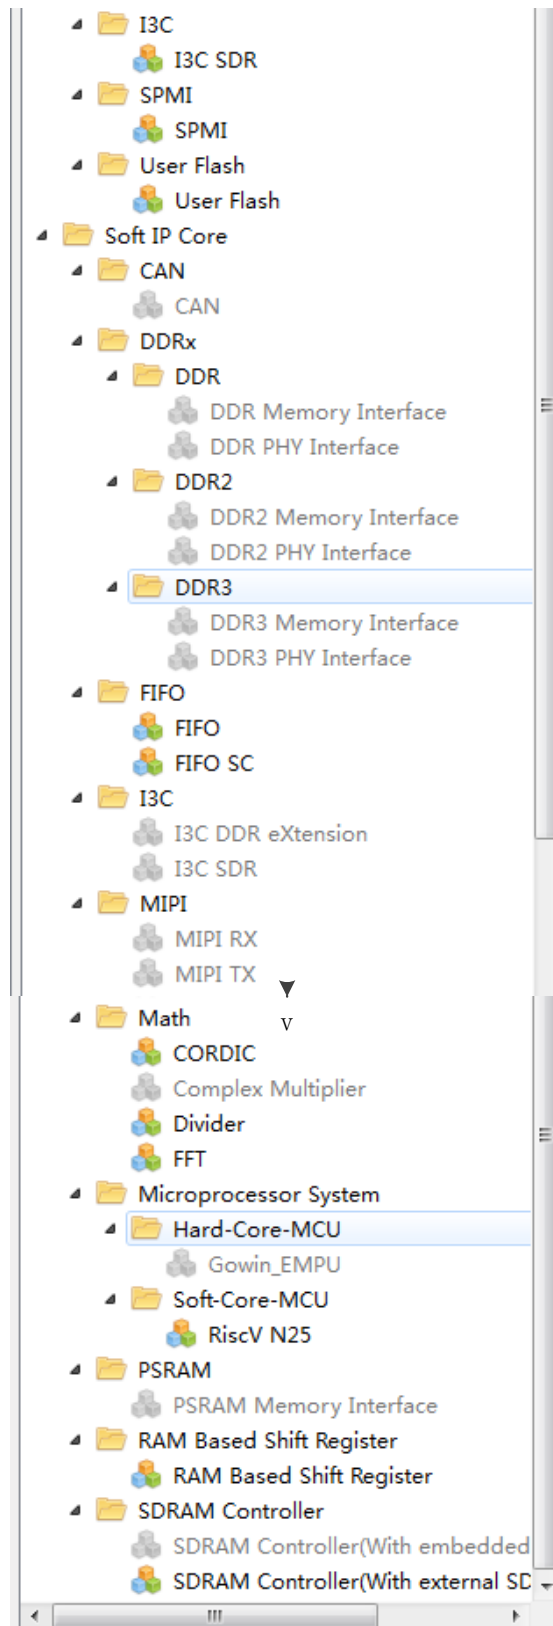 I3C
I3C SDR
SPMI
SPMI
User Flash
User Flash
Soft IP Core
CAN
CAN
DDRx
DDR
DDR Memory Interface
DDR PHY Interface
DDR2
DDR2 Memory Interface
DDR2 PHY Interface
DDR3
DDR3 Memory Interface
DDR3 PHY Interface
FIFO
FIFO
FIFO SC
I3C
I3C DDR eXtension
I3C SDR
MIPI
MIPI RX
MIPI TX
v
Math
CORDIC
Complex Multiplier
Divider
FFT
Microprocessor System
Hard-Core-MCU
Gowin_EMPU
Soft-Core-MCU
RiscV N25
PSRAM
PSRAM Memory Interface
RAM Based Shift Register
RAM Based Shift Register
SDRAM Controller
SDRAM Controller(With embedded
SDRAM Controller(With external SD